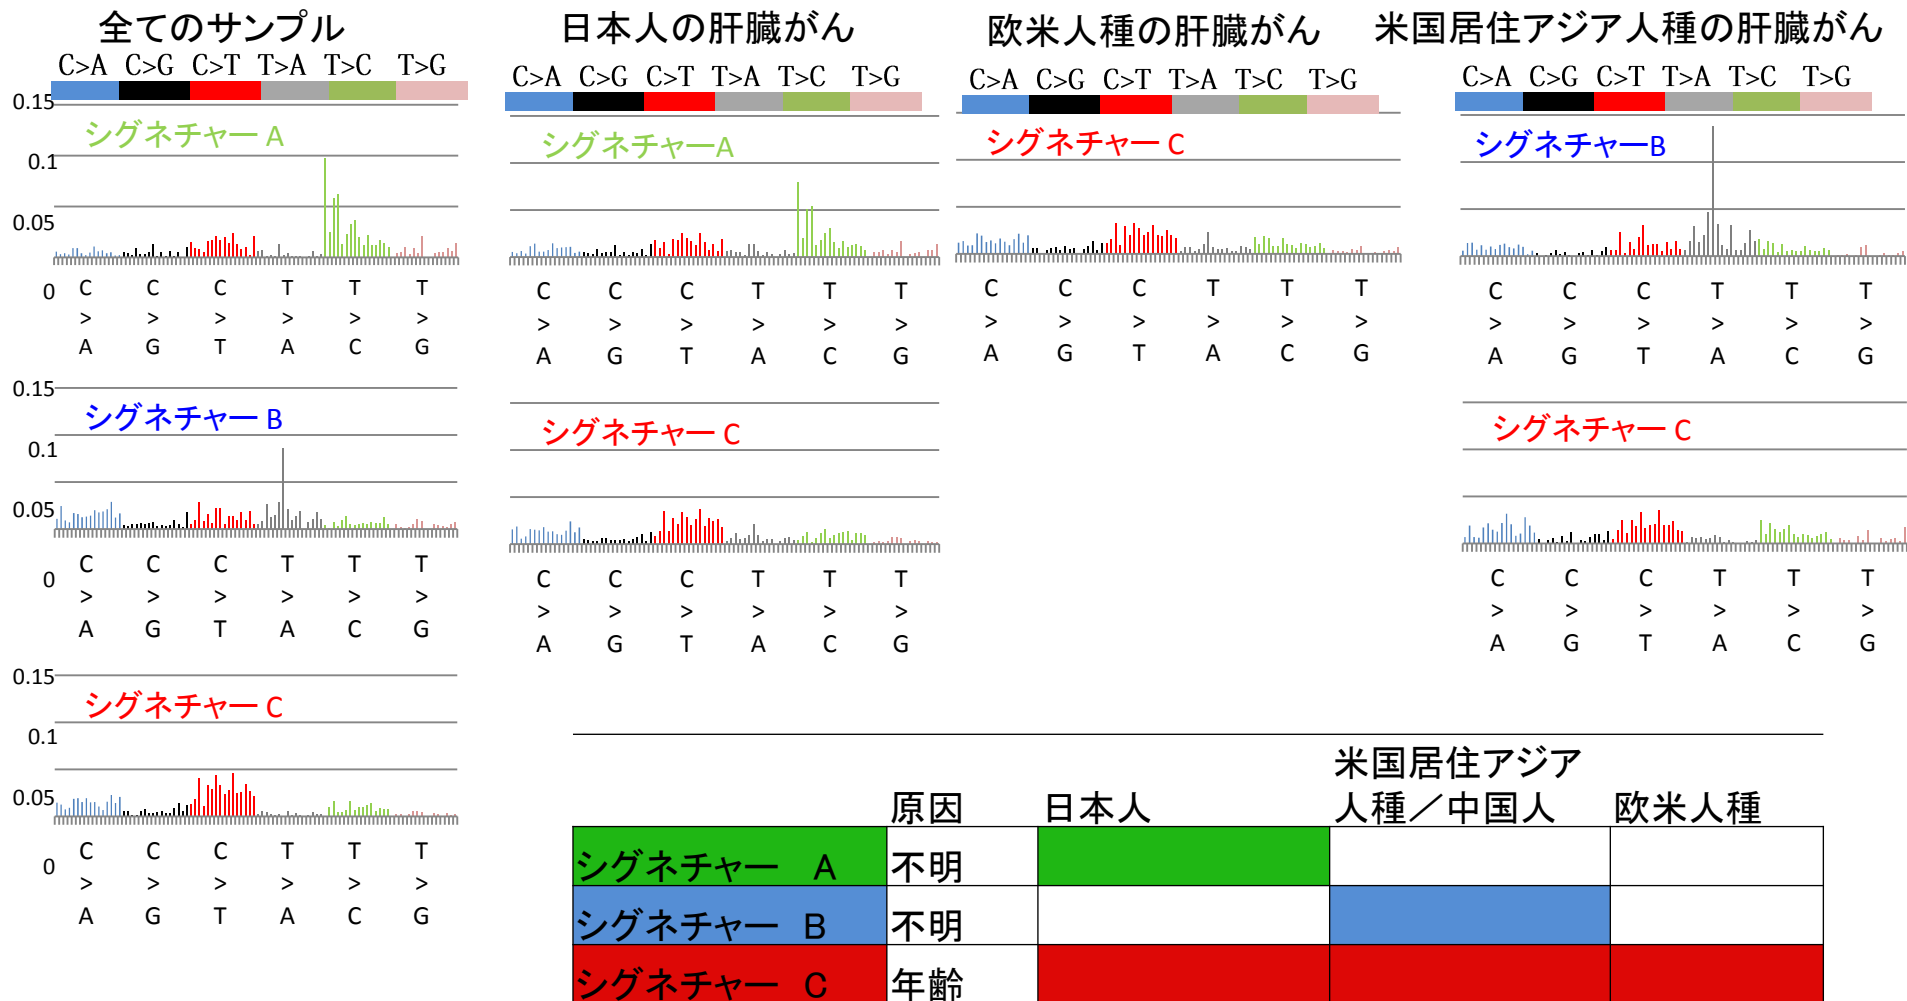 全てのサンプル
C>A C>G C>T T>A T>C T>G
0.15
シグネチャー A
0.1
0.05
0
C C C T T T
> > > > > >
A G T A C G
0.15
シグネチャー B
0.1
0.05
0
C C C T T T
> > > > > >
A G T A C G
0.15
シグネチャー C
0.1
0.05
0
C C C T T T
> > > > > >
A G T A C G
日本人の肝臓がん
C>A C>G C>T T>A T>C T>G
シグネチャーA
C C C T T T
> > > > > >
A G T A C G
シグネチャー C
C C C T T T
> > > > > >
A G T A C G
欧米人種の肝臓がん
C>A C>G C>T T>A T>C T>G
シグネチャー C
C C C T T T
> > > > > >
A G T A C G
米国居住アジア人種の肝臓がん
C>A C>G C>T T>A T>C T>G
シグネチャーB
C C C T T T
> > > > > >
A G T A C G
シグネチャー C
C C C T T T
> > > > > >
A G T A C G
米国居住アジア
原因 日本人 人種／中国人 欧米人種
シグネチャー A 不明
シグネチャー B 不明
シグネチャー C 年齢